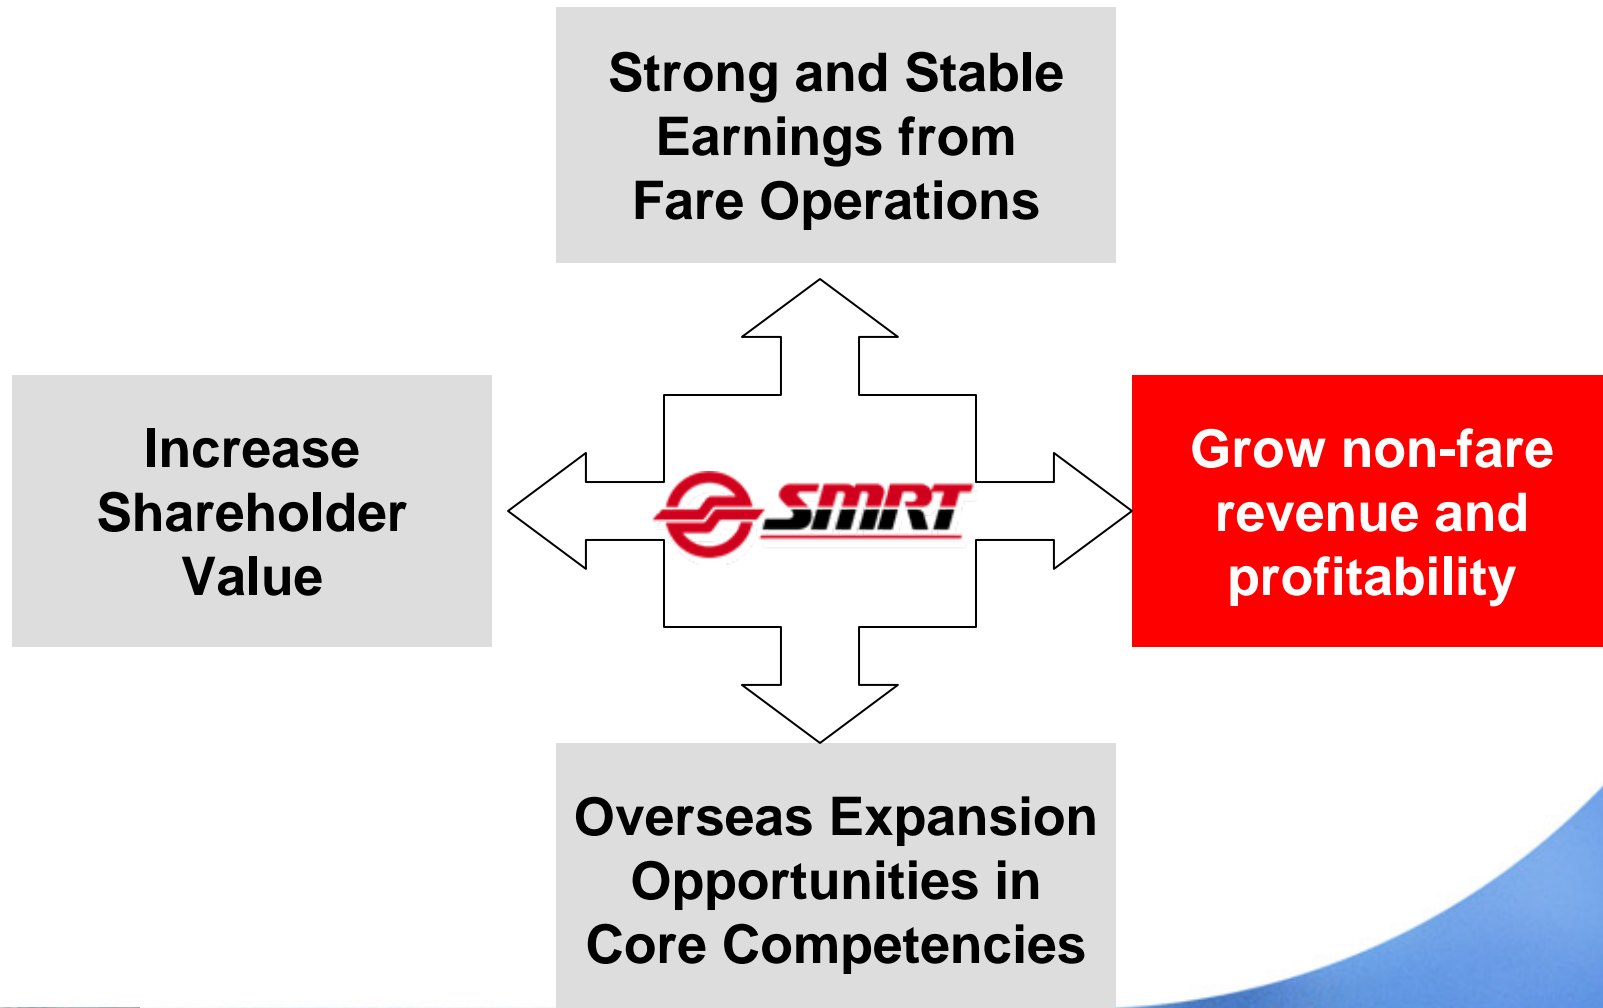 Strong and Stable
Earnings from
Fare Operations
Increase
Shareholder
Value
SMRT
Grow non-fare
revenue and
profitability
Overseas Expansion
Opportunities in
Core Competencies